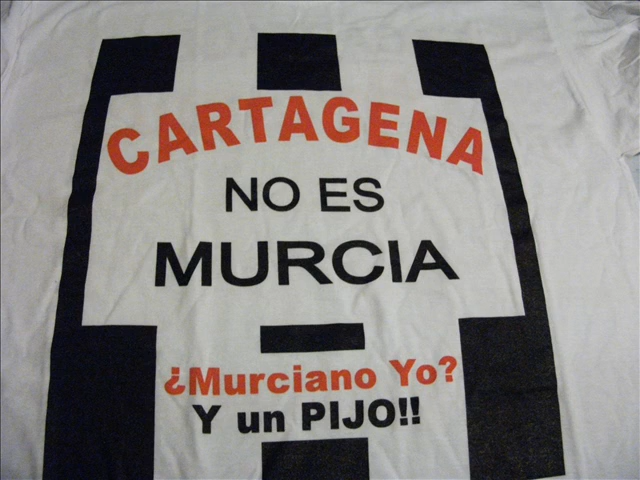 CARTAGENA
NO ES
MURCIA
¿Murciano Yo?
Y un PIJO!!